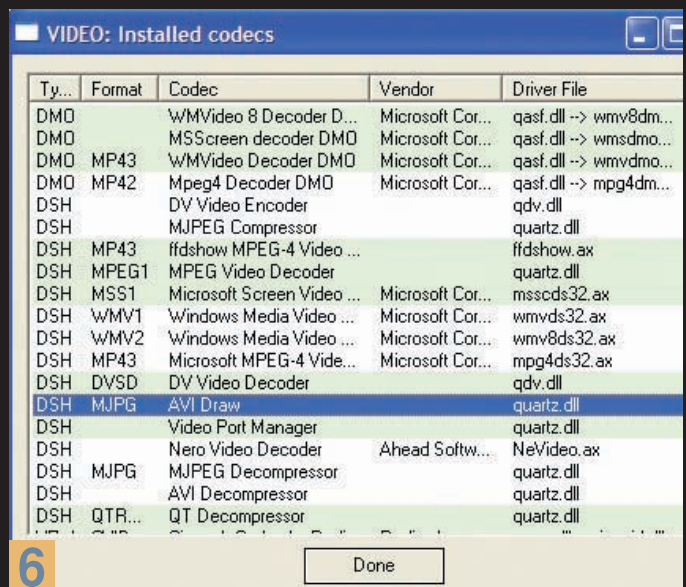 VIDEO: Installed codecs
Ty... Format Codec Vendor Driver File
DMO WMVideo 8 Decoder D... Microsoft Cor... qasf.dll --> wmv8dm...
DMO MSScreen decoder DMO Microsoft Cor... qasf.dll --> wmsdmo...
DMO MP43 WMVideo Decoder DMO Microsoft Cor... qasf.dll --> wmvdmo...
DMO MP42 Mpeg4 Decoder DMO Microsoft Cor... qasf.dll --> mpg4dm...
DSH DV Video Encoder qdv.dll
DSH MJPEG Compressor quartz.dll
DSH MP43 ffdshow MPEG-4 Video ... ffdshow.ax
DSH MPEG1 MPEG Video Decoder quartz.dll
DSH MSS1 Microsoft Screen Video ... Microsoft Cor... msscds32.ax
DSH WMV1 Windows Media Video ... Microsoft Cor... wmvds32.ax
DSH WMV2 Windows Media Video ... Microsoft Cor... wmv8ds32.ax
DSH MP43 Microsoft MPEG-4 Vide... Microsoft Cor... mpg4ds32.ax
DSH DVSD DV Video Decoder qdv.dll
DSH MJPG AVI Draw quartz.dll
DSH Video Port Manager quartz.dll
DSH Nero Video Decoder Ahead Softw... NeVideo.ax
DSH MJPG MJPEG Decompressor quartz.dll
DSH AVI Decompressor quartz.dll
DSH QTR... QT Decompressor quartz.dll
6
Done